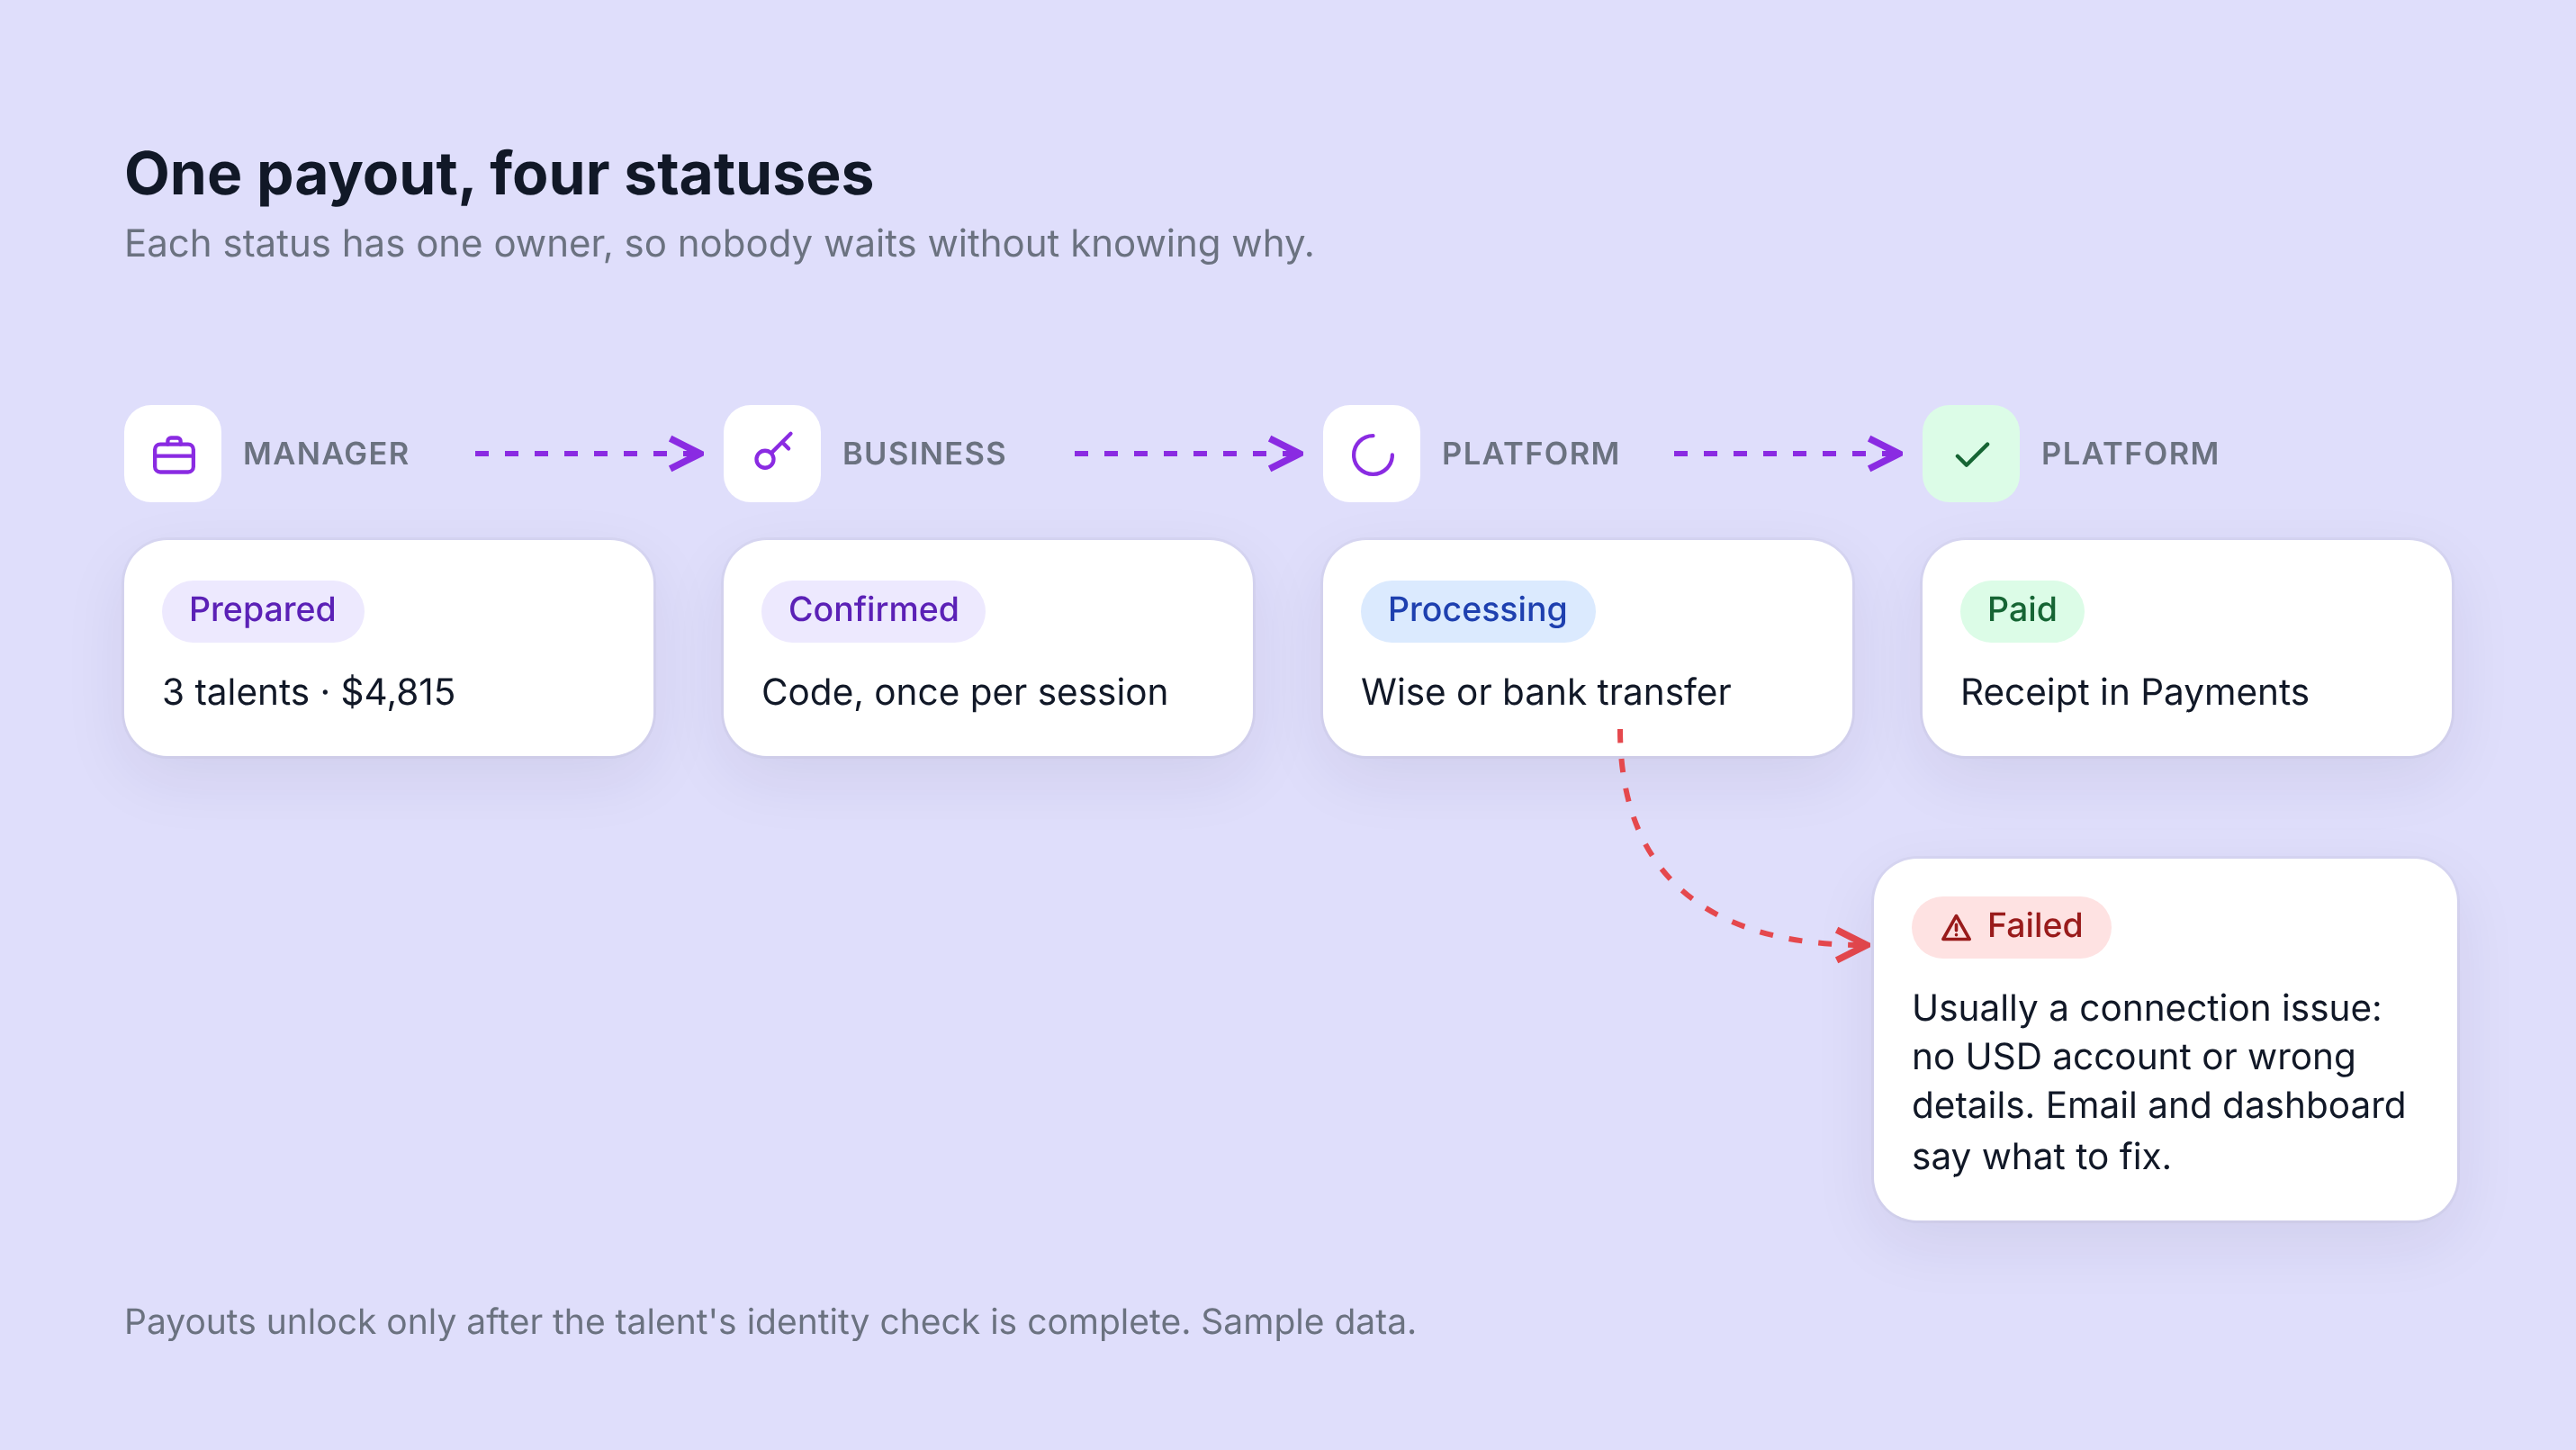 One payout, four statuses
Each status has one owner, so nobody waits without knowing why.
MANAGER
BUSINESS
PLATFORM
PLATFORM
Prepared
3 talents · $4,815
Confirmed
Code, once per session
Processing
Wise or bank transfer
Paid
Receipt in Payments
Failed
Usually a connection issue:
no USD account or wrong
details. Email and dashboard
say what to fix.
Payouts unlock only after the talent's identity check is complete. Sample data.